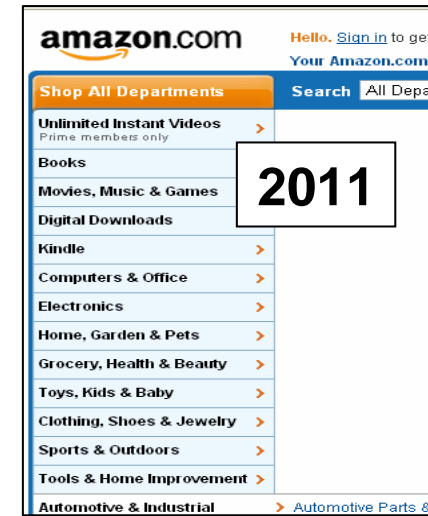 amazon.com
Hello. Sign in to get
Your Amazon.com
Shop All Departments
Search All Depa
Unlimited Instant Videos
Prime members only
Books
Movies, Music & Games
2011
Digital Downloads
Kindle
Computers & Office
Electronics
Home, Garden & Pets
Grocery, Health & Beauty
Toys, Kids & Baby
Clothing, Shoes & Jewelry
Sports & Outdoors
Tools & Home Improvement
Automotive & Industrial
Automotive Parts &